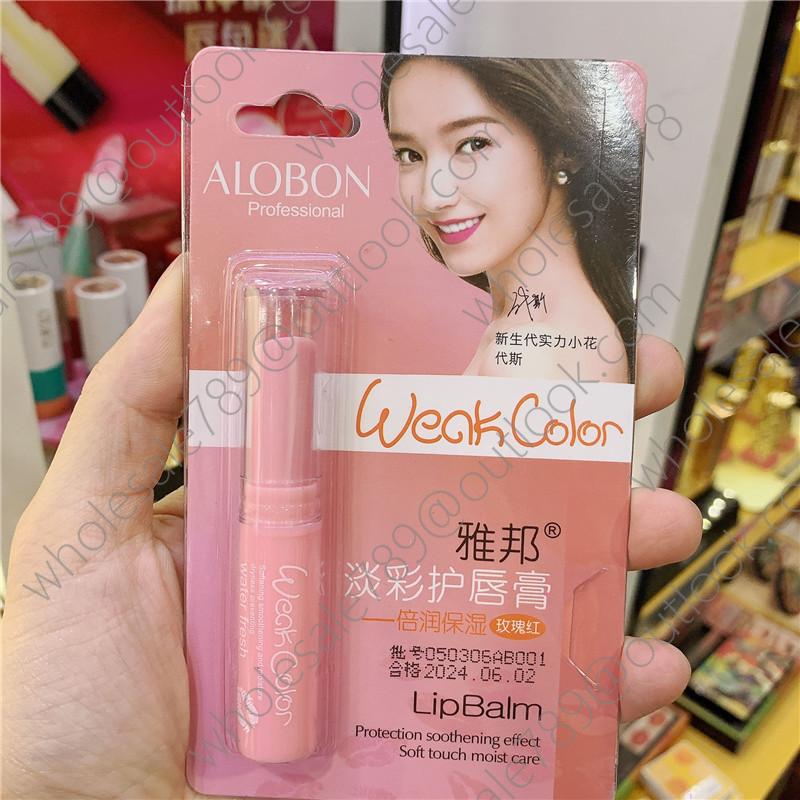 ALOBON
Professional
新生代实力小花
代斯
Weak Color
雅邦®
淡彩护唇膏
——倍润保湿 玫瑰红
批号050306AB001
合格2024.06.02
LipBalm
Protection soothening effect
Soft touch moist care
Weak Color
water fresh
wholesale789@outlook.com